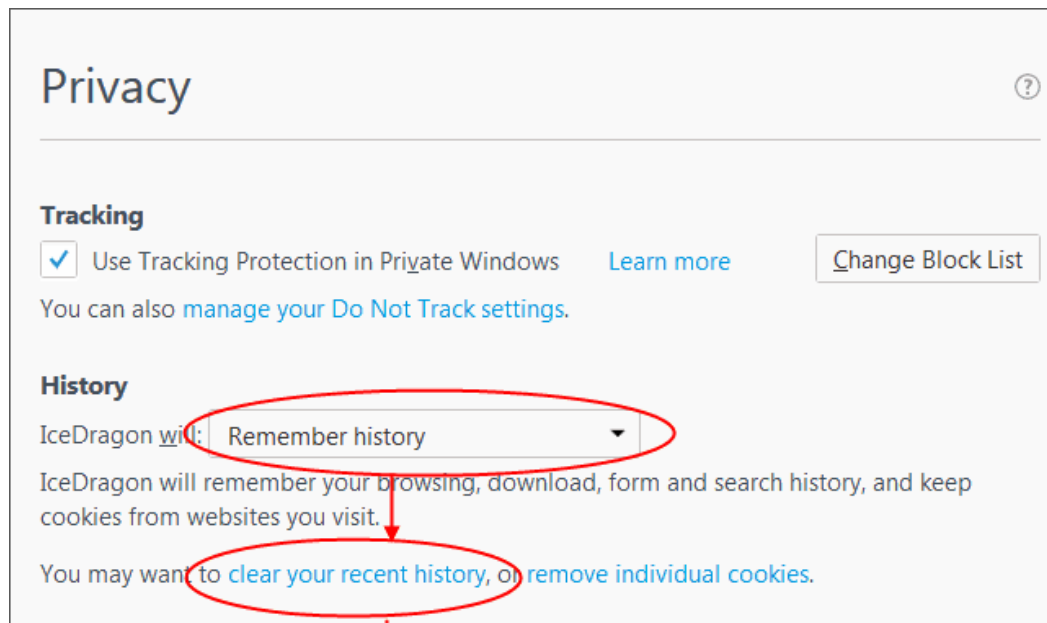 Privacy
?
Tracking
Use Tracking Protection in Private Windows Learn more Change Block List
You can also manage your Do Not Track settings.
History
IceDragon will: Remember history
IceDragon will remember your browsing, download, form and search history, and keep
cookies from websites you visit.
You may want to clear your recent history, or remove individual cookies.